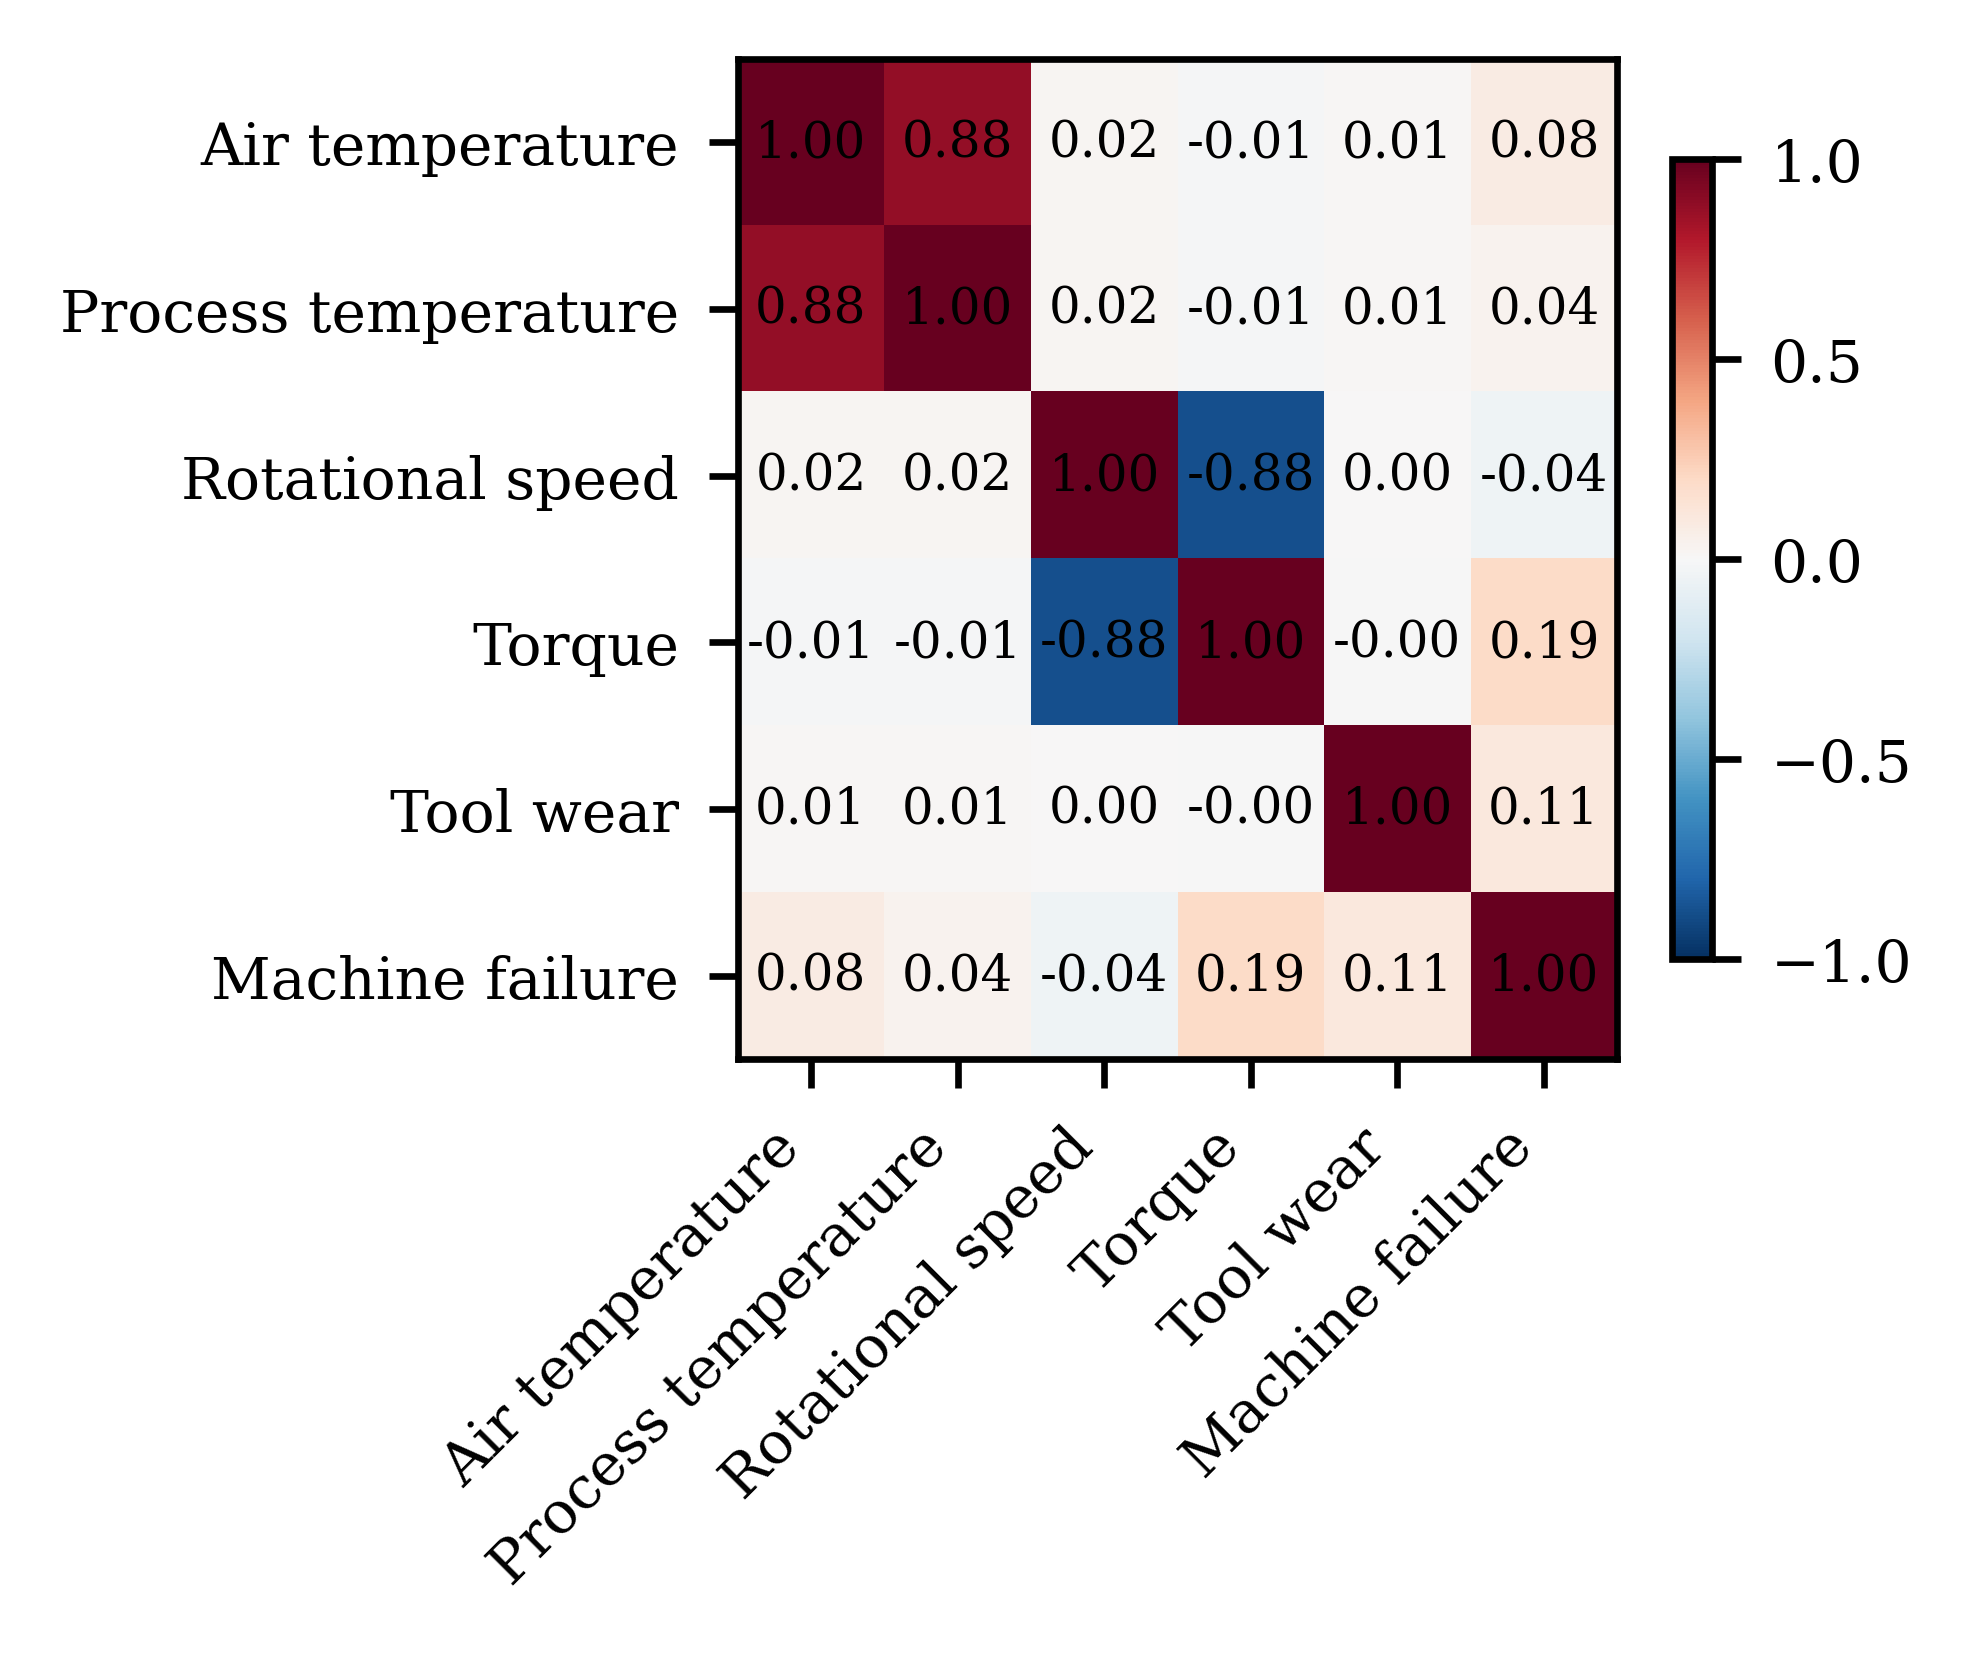 Air temperature 1.00 0.88 0.02 -0.01 0.01 0.08
Process temperature 0.88 1.00 0.02 -0.01 0.01 0.04
Rotational speed 0.02 0.02 1.00 -0.88 0.00 -0.04
Torque -0.01 -0.01 -0.88 1.00 -0.00 0.19
Tool wear 0.01 0.01 0.00 -0.00 1.00 0.11
Machine failure 0.08 0.04 -0.04 0.19 0.11 1.00
Air temperature
Process temperature
Rotational speed
Torque
Tool wear
Machine failure
1.0
0.5
0.0
−0.5
−1.0